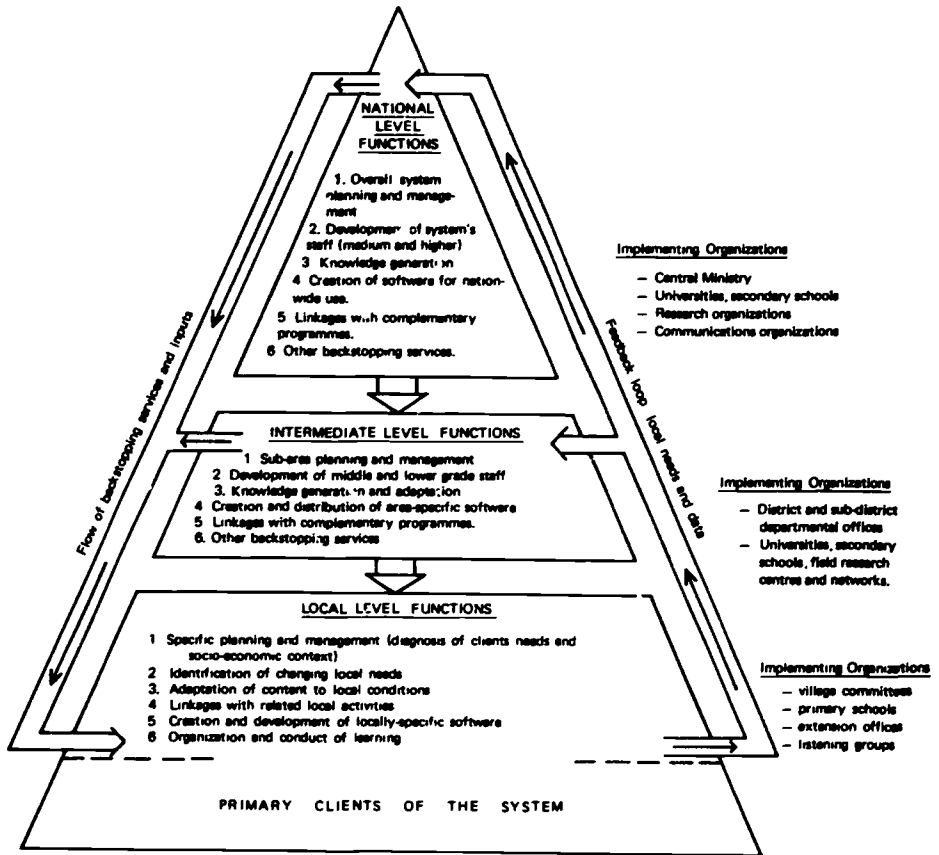 NATIONAL
LEVEL
FUNCTIONS
1. Overall system
planning and manage-
ment
2. Development of system's
staff (medium and higher)
3 Knowledge generation
4 Creation of software for nation-
wide use.
5 Linkages with complementary
programmes.
6 Other backstopping services.
Implementing Organizations
– Central Ministry
– Universities, secondary schools
– Research organizations
– Communications organizations
Flow of backstopping services and inputs
Feedback loop local needs and data
INTERMEDIATE LEVEL FUNCTIONS
1 Sub-area planning and management
2 Development of middle and lower grade staff
3. Knowledge generation and adaptation
4 Creation and distribution of area-specific software
5 Linkages with complementary programmes.
6. Other backstopping services
Implementing Organizations
– District and sub-district
departmental offices
– Universities, secondary
schools, field research
centres and networks.
LOCAL LEVEL FUNCTIONS
1 Specific planning and management (diagnosis of clients needs and
socio-economic context)
2 Identification of changing local needs
3. Adaptation of content to local conditions
4 Linkages with related local activities
5 Creation and development of locally-specific software
6 Organization and conduct of learning
Implementing Organizations
– village committees
– primary schools
– extension offices
– listening groups
PRIMARY CLIENTS OF THE SYSTEM